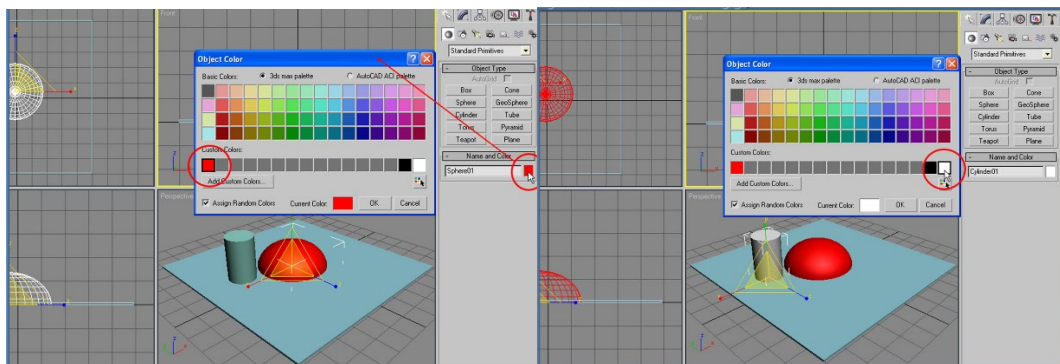 Front
Standard Primitives
Object Color
Basic Colors: 3ds max palette AutoCAD ACI palette
Custom Colors:
Add Custom Colors...
Assign Random Colors Current Color: OK Cancel
- Object Type
AutoGrid
Box Cone
Sphere GeoSphere
Cylinder Tube
Torus Pyramid
Teapot Plane
- Name and Color
Sphere01
Perspective
z
x
z
y
x
Front
Standard Primitives
Object Color
Basic Colors: 3ds max palette AutoCAD ACI palette
Custom Colors:
Add Custom Colors...
Assign Random Colors Current Color: OK Cancel
- Object Type
AutoGrid
Box Cone
Sphere GeoSphere
Cylinder Tube
Torus Pyramid
Teapot Plane
- Name and Color
Cylinder01
Perspective
z
x
z
y
x